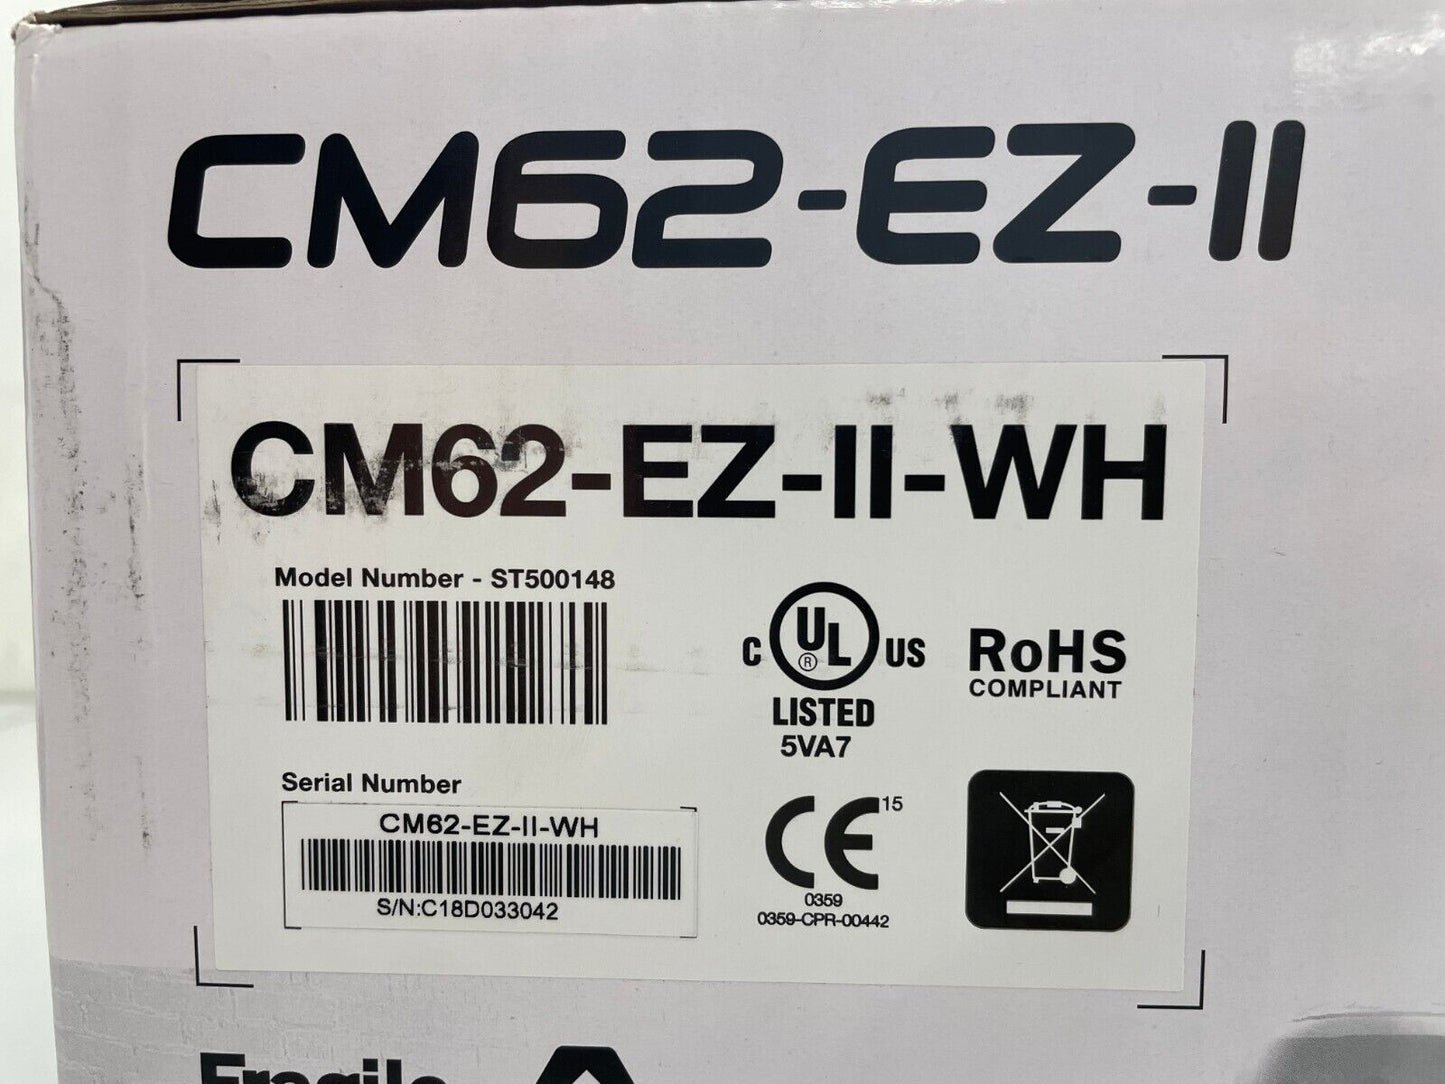 CM62-EZ-II
CM62-EZ-II-WH
Model Number - ST500148
C UL ® US
LISTED
5VA7
RoHS
COMPLIANT
Serial Number
CM62-EZ-II-WH
S/N:C18D033042
CE 15
0359
0359-CPR-00442
Fragile